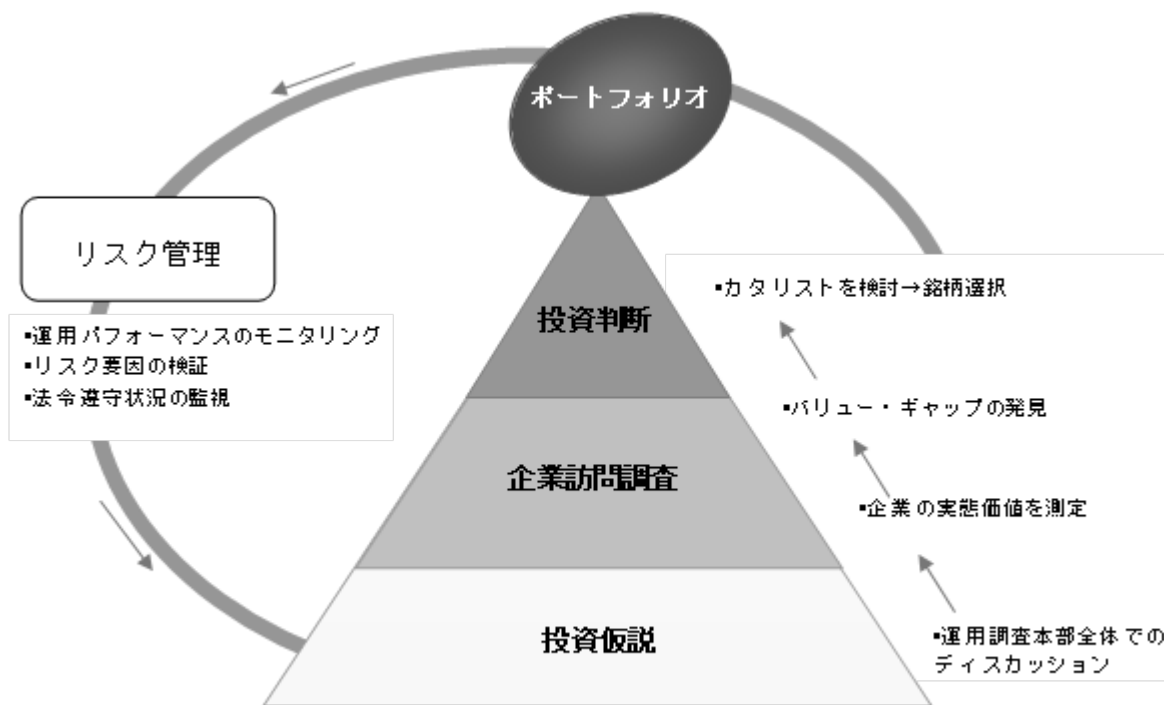 ポートフォリオ
リスク管理
▪運用パフォーマンスのモニタリング
▪リスク要因の検証
▪法令遵守状況の監視
投資判断
企業訪問調査
投資仮説
▪カタリストを検討→銘柄選択
▪バリュー・ギャップの発見
▪企業の実態価値を測定
▪運用調査本部全体での
ディスカッション